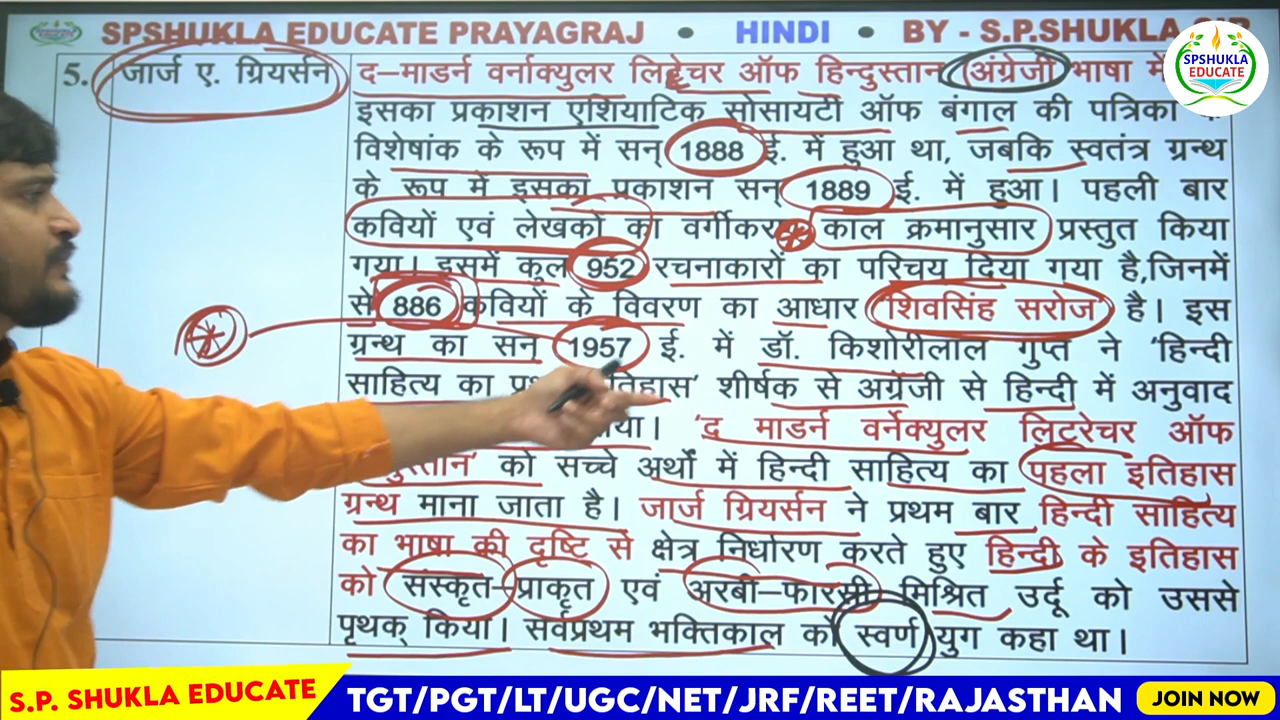 SPSHUKLA EDUCATE PRAYAGRAJ • HINDI • BY - S.P.SHUKLA
SPSHUKLA
EDUCATE
5. जार्ज ए. ग्रियर्सन
द–मार्डन वर्नाक्युलर लिट्रेचर ऑफ हिन्दुस्तान (अंग्रेजी भाषा में
इसका प्रकाशन एशियाटिक सोसायटी ऑफ बंगाल की पत्रिका
विशेषांक के रूप में सन् 1888 ई. में हुआ था, जबकि स्वतंत्र ग्रन्थ
के रूप में इसका प्रकाशन सन् 1889 ई. में हुआ। पहली बार
कवियों एवं लेखकों का वर्गीकरण काल क्रमानुसार प्रस्तुत किया
गया। इसमें कुल 952 रचनाकारों का परिचय दिया गया है,जिनमें
से 886 कवियों के विवरण का आधार 'शिवसिंह सरोज' है। इस
ग्रन्थ का सन् 1957 ई. में डॉ. किशोरीलाल गुप्त ने 'हिन्दी
साहित्य का शीर्षक से अंग्रेजी से हिन्दी में अनुवाद
'द मार्डन वर्नेक्युलर लिटरेचर ऑफ
को सच्चे अर्थों में हिन्दी साहित्य का पहला इतिहास
ग्रन्थ माना जाता है। जार्ज ग्रियर्सन ने प्रथम बार हिन्दी साहित्य
का भाषा की दृष्टि से क्षेत्र निर्धारण करते हुए हिन्दी के इतिहास
को संस्कृत–प्राकृत एवं अरबी–फारसी मिश्रित उर्दू को उससे
पृथक् किया। सर्वप्रथम भक्तिकाल को स्वर्ण युग कहा था।
S.P. SHUKLA EDUCATE
TGT/PGT/LT/UGC/NET/JRF/REET/RAJASTHAN
JOIN NOW